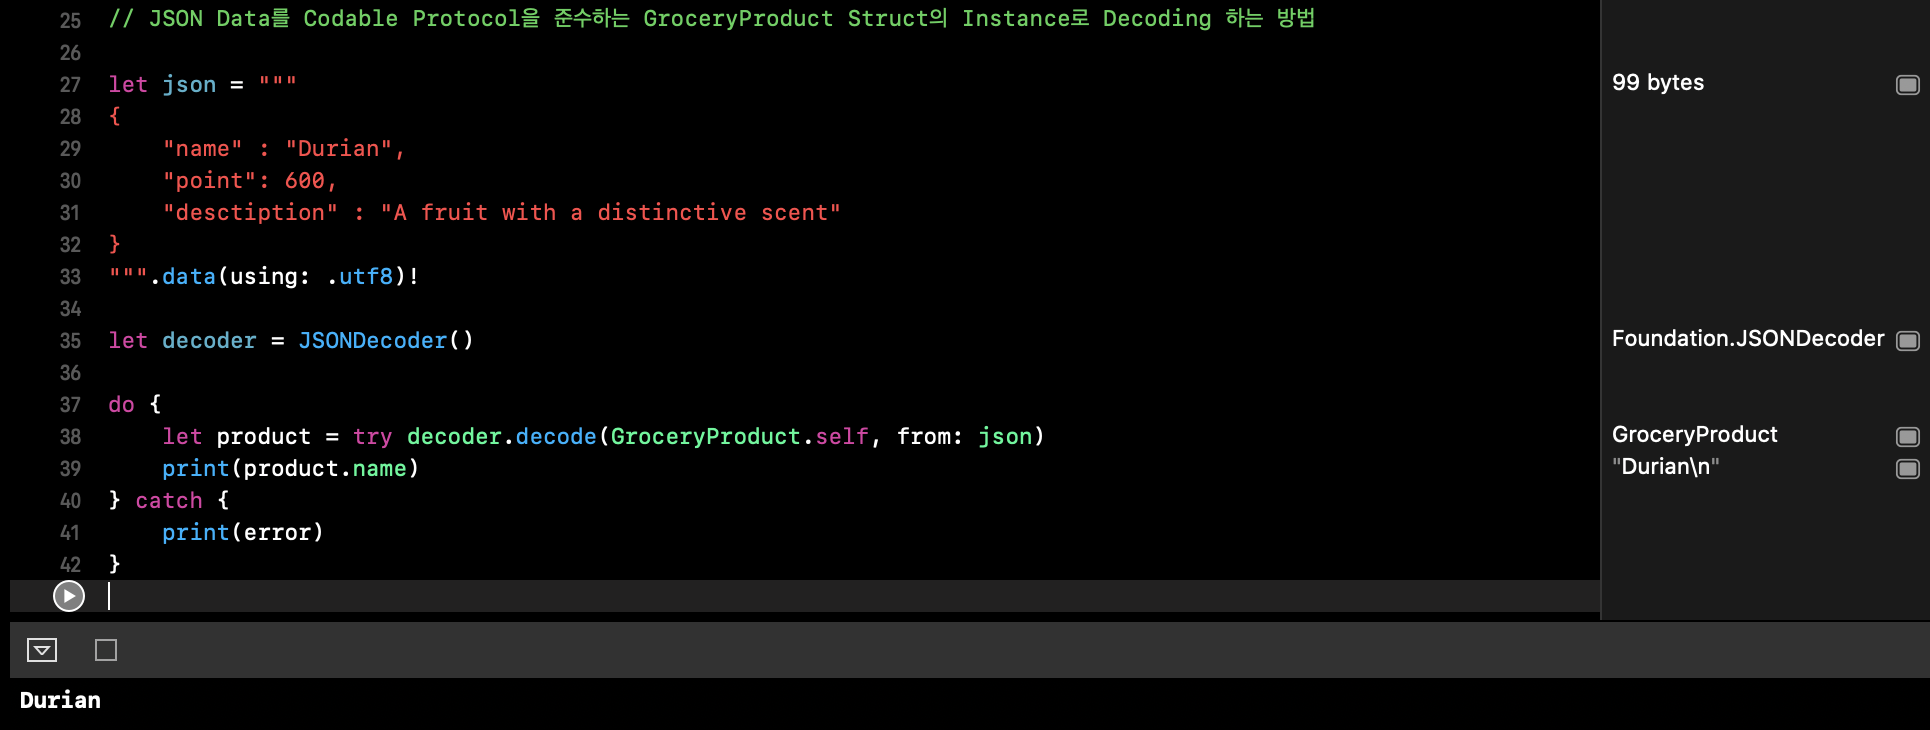 25 // JSON Data를 Codable Protocol을 준수하는 GroceryProduct Struct의 Instance로 Decoding 하는 방법
26
27 let json = """ 99 bytes
28 {
29     "name" : "Durian",
30     "point": 600,
31     "desctiption" : "A fruit with a distinctive scent"
32 }
33 """.data(using: .utf8)!
34
35 let decoder = JSONDecoder() Foundation.JSONDecoder
36
37 do {
38     let product = try decoder.decode(GroceryProduct.self, from: json) GroceryProduct
39     print(product.name) "Durian\n"
40 } catch {
41     print(error)
42 }
Durian